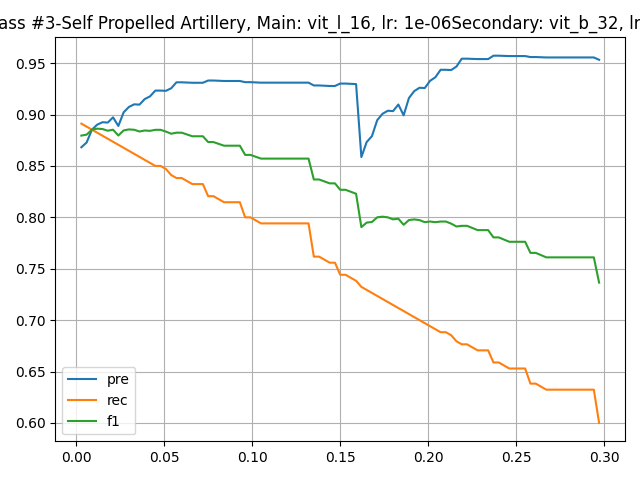 ass #3-Self Propelled Artillery, Main: vit_l_16, lr: 1e-06Secondary: vit_b_32, lr
0.95
0.90
0.85
0.80
0.75
0.70
0.65
0.60
pre
rec
f1
0.00 0.05 0.10 0.15 0.20 0.25 0.30